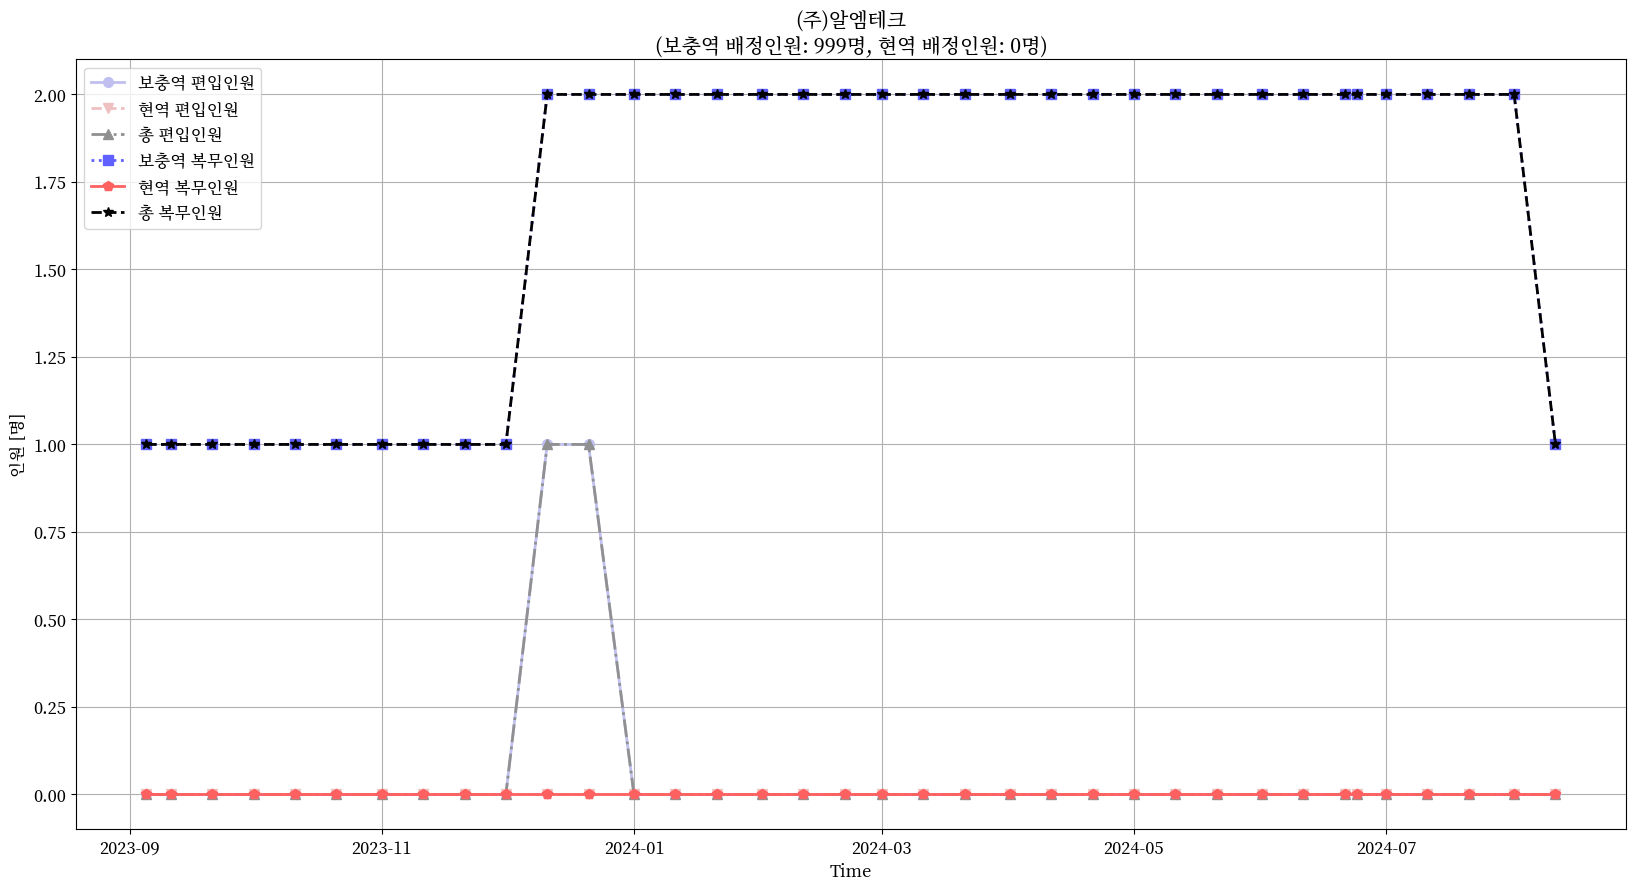 (주)알엠테크
(보충역 배정인원: 999명, 현역 배정인원: 0명)
보충역 편입인원
현역 편입인원
총 편입인원
보충역 복무인원
현역 복무인원
총 복무인원
인원 [명]
2.00
1.75
1.50
1.25
1.00
0.75
0.50
0.25
0.00
2023-09
2023-11
2024-01
2024-03
2024-05
2024-07
Time